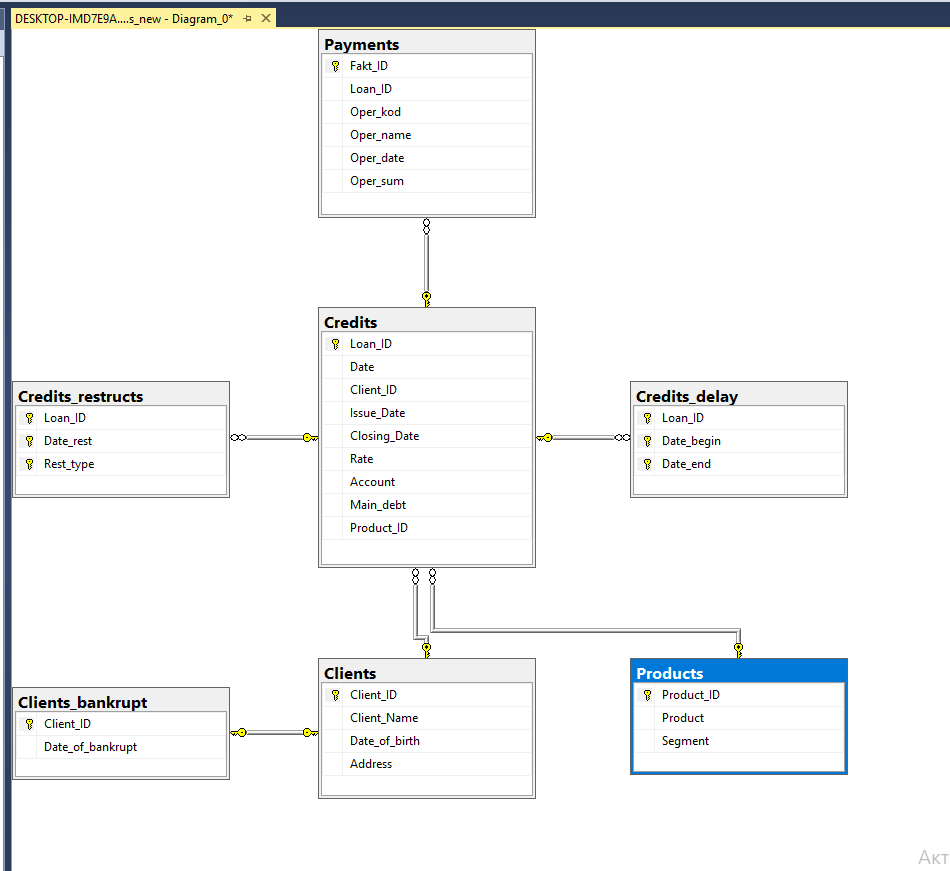 DESKTOP-IMD7E9A....s_new - Diagram_0*
Payments
Fakt_ID
Loan_ID
Oper_kod
Oper_name
Oper_date
Oper_sum
Credits
Loan_ID
Date
Client_ID
Issue_Date
Closing_Date
Rate
Account
Main_debt
Product_ID
Credits_restructs
Loan_ID
Date_rest
Rest_type
Credits_delay
Loan_ID
Date_begin
Date_end
Clients_bankrupt
Client_ID
Date_of_bankrupt
Clients
Client_ID
Client_Name
Date_of_birth
Address
Products
Product_ID
Product
Segment
Акт